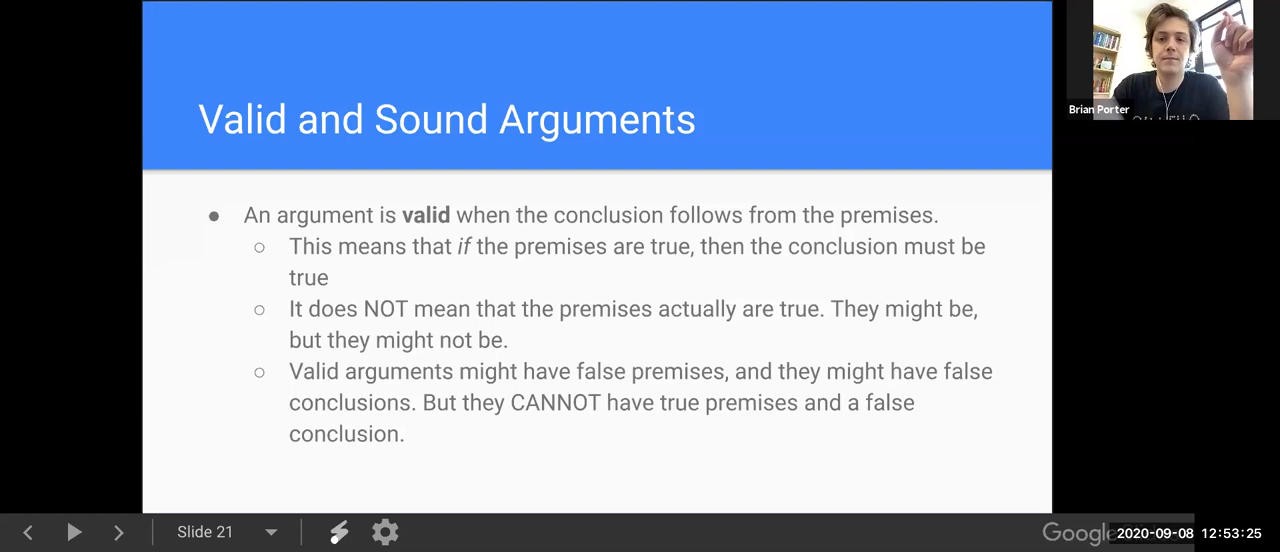 Valid and Sound Arguments
Brian Porter
● An argument is valid when the conclusion follows from the premises.
○ This means that if the premises are true, then the conclusion must be
true
○ It does NOT mean that the premises actually are true. They might be,
but they might not be.
○ Valid arguments might have false premises, and they might have false
conclusions. But they CANNOT have true premises and a false
conclusion.
Slide 21
Google
2020-09-08 12:53:25